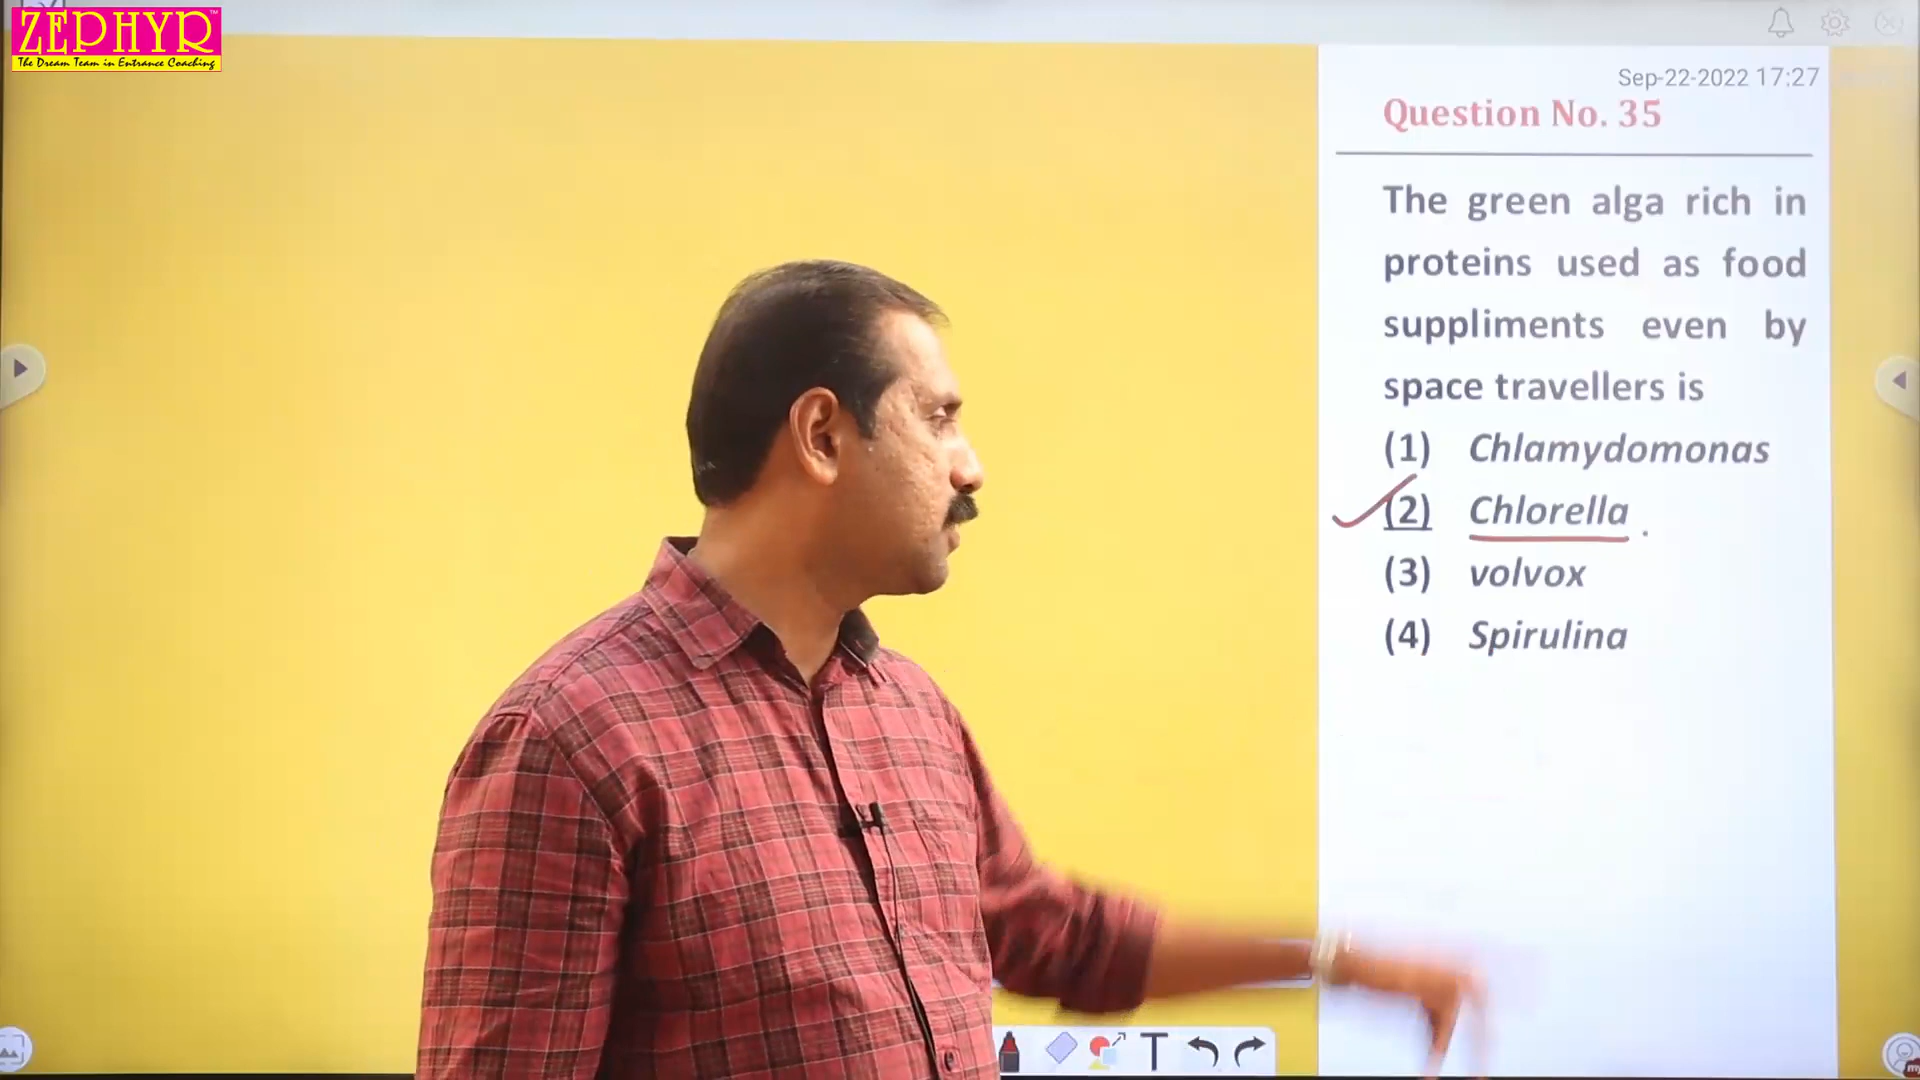 ZEPHYR™
The Dream Team in Entrance Coaching
Sep-22-2022 17:27
Question No. 35
The green alga rich in
proteins used as food
suppliments even by
space travellers is
(1) Chlamydomonas
(2) Chlorella
(3) volvox
(4) Spirulina
T